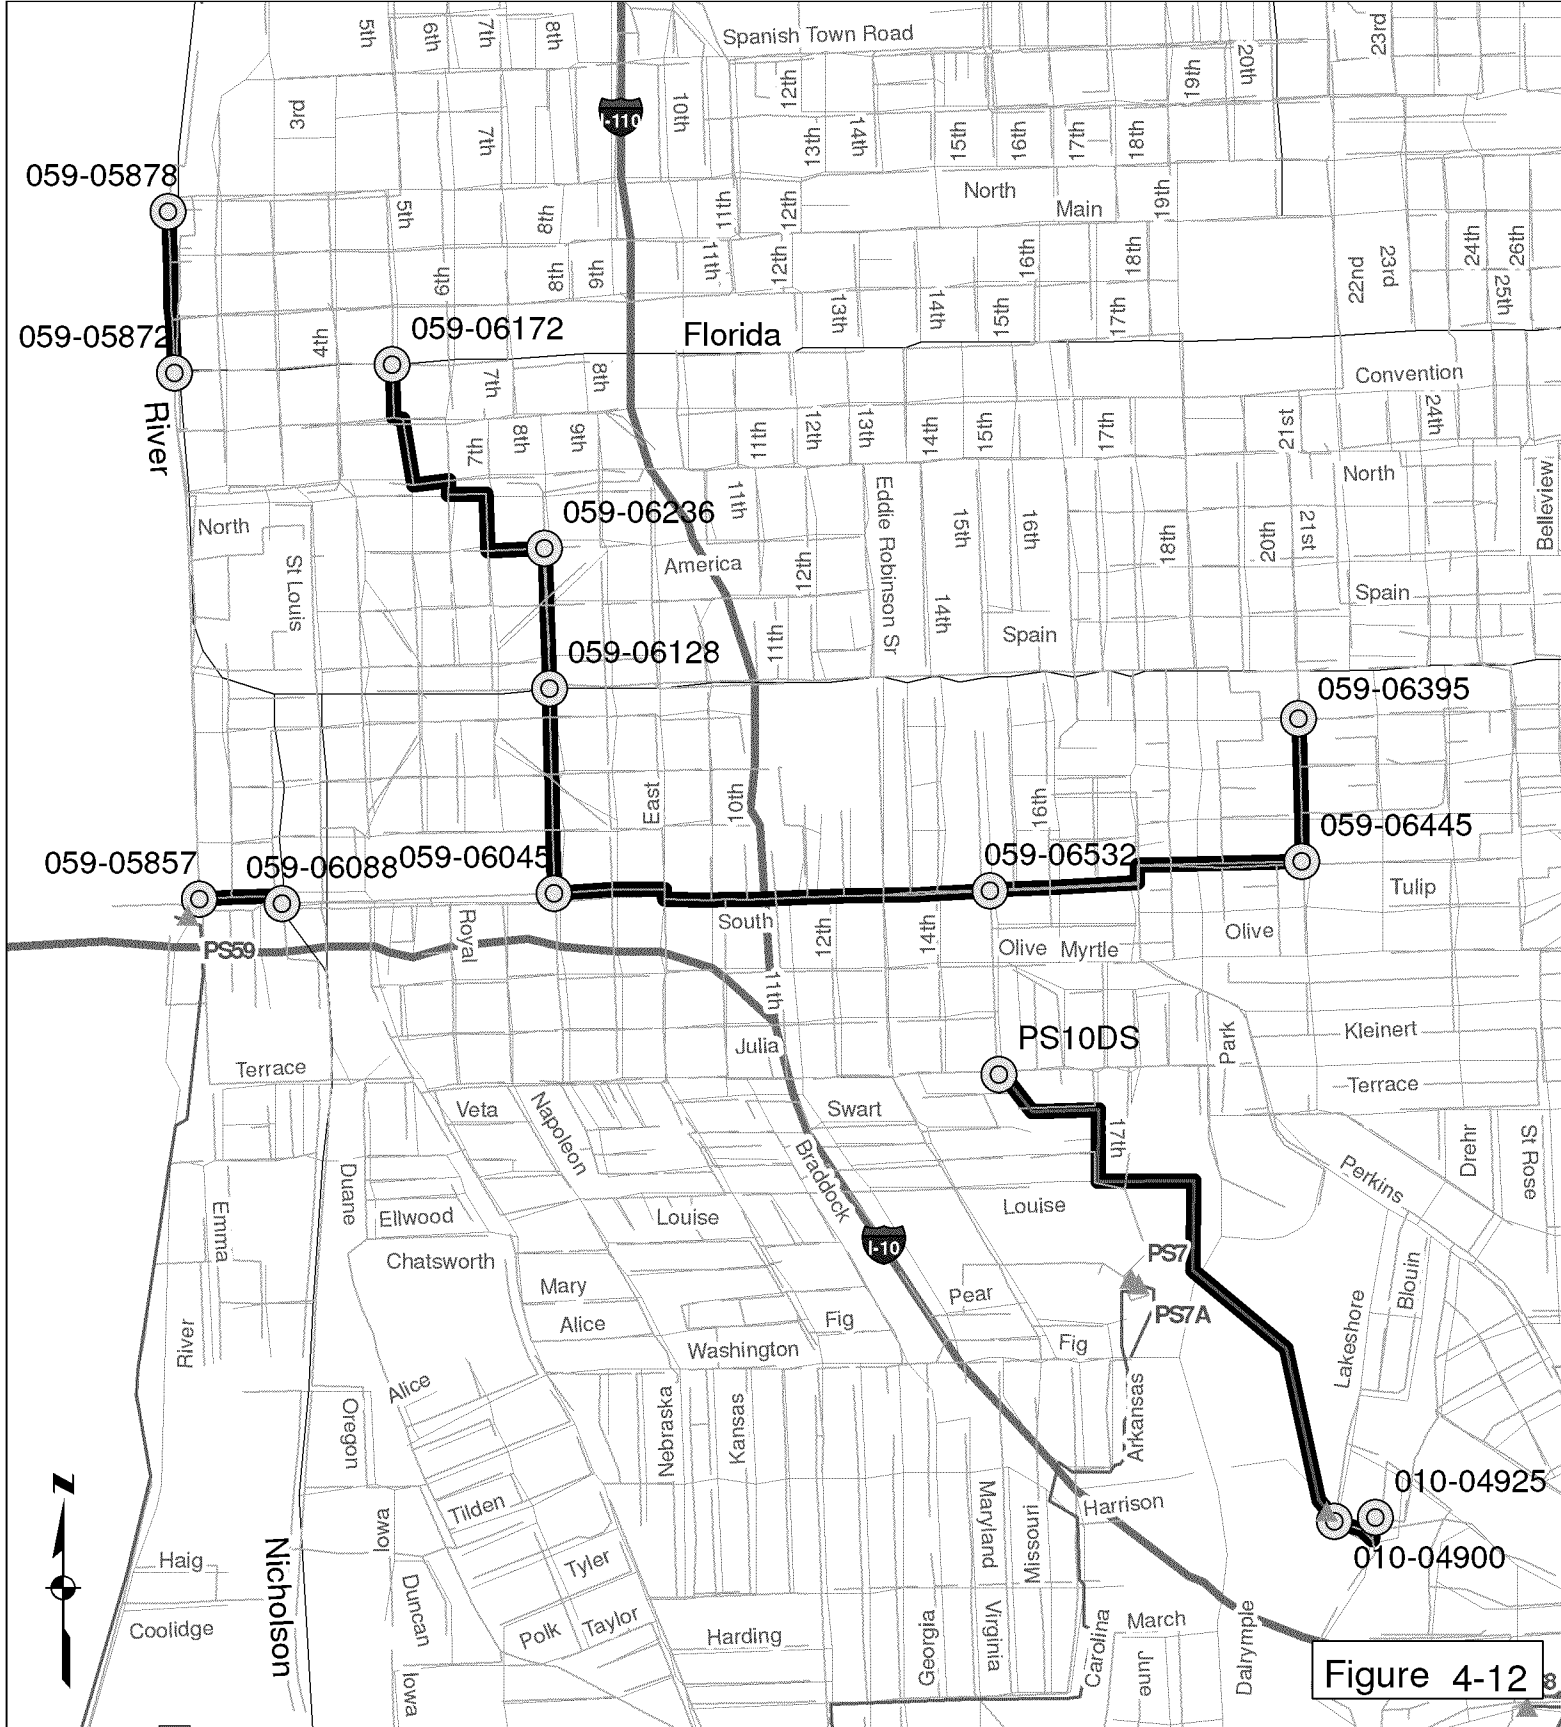 5th
6th
7th
8th
Spanish Town Road
23rd
20th
19th
12th
3rd
10th
I-110
7th
13th
14th
15th
16th
17th
18th
059-05878
North
Main
19th
5th
8th
11th
12th
6th
8th
9th
11th
12th
16th
18th
22nd
23rd
24th
26th
25th
13th
14th
15th
17th
059-05872
4th
059-06172
Florida
7th
8th
Convention
River
7th
8th
9th
11th
12th
13th
14th
15th
17th
21st
24th
North
Belleview
059-06236
North
11th
Eddie Robinson Sr
15th
16th
18th
20th
21st
St Louis
America
12th
14th
Spain
Spain
11th
059-06128
059-06395
East
10th
16th
059-06445
059-05857
059-06088
059-06045
059-06532
Tulip
South
12th
14th
Olive
Myrtle
Olive
Royal
PS59
11th
PS10DS
Park
Kleinert
Julia
Terrace
Terrace
Veta
Napoleon
Swart
17th
Drehr
St Rose
Braddock
Perkins
Duane
Emma
Ellwood
Louise
Louise
Chatsworth
I-10
PS7
Blouin
Mary
Pear
PS7A
Lakeshore
River
Alice
Fig
Fig
Washington
Alice
Oregon
Nebraska
Kansas
Arkansas
010-04925
Tilden
Maryland
Missouri
Harrison
Iowa
010-04900
Z
Haig
Nicholson
Tyler
Duncan
Coolidge
Polk
Taylor
Harding
Georgia
Virginia
Carolina
March
June
Dalrymple
Iowa
Figure 4-12
8